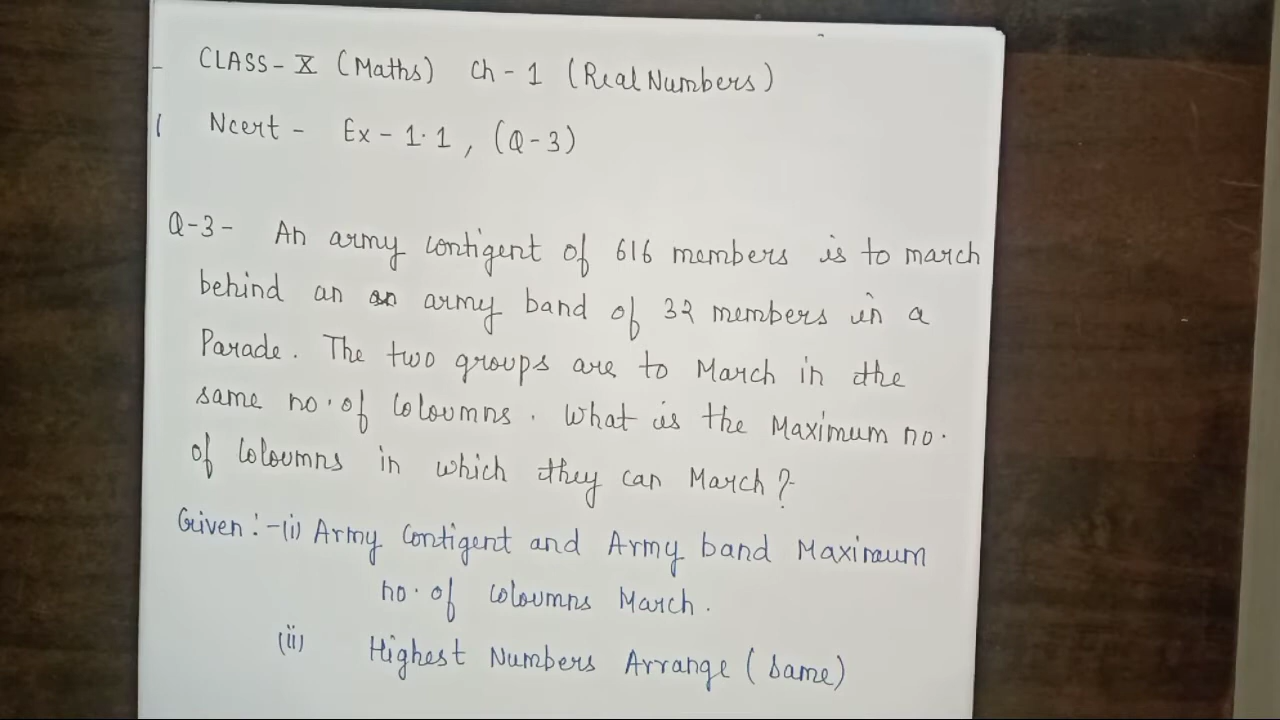 CLASS - X (Maths) Ch - 1 (Real Numbers)
Ncert - Ex - 1.1, (Q-3)
Q-3- An army contigent of 616 members is to march
behind an an army band of 32 members in a
Parade. The two groups are to March in the
same no. of coloumns. What is the Maximum no.
of coloumns in which they can March?
Given :- (i) Army contigent and Army band Maximum
no. of coloumns March.
(ii) Highest Numbers Arrange (same)